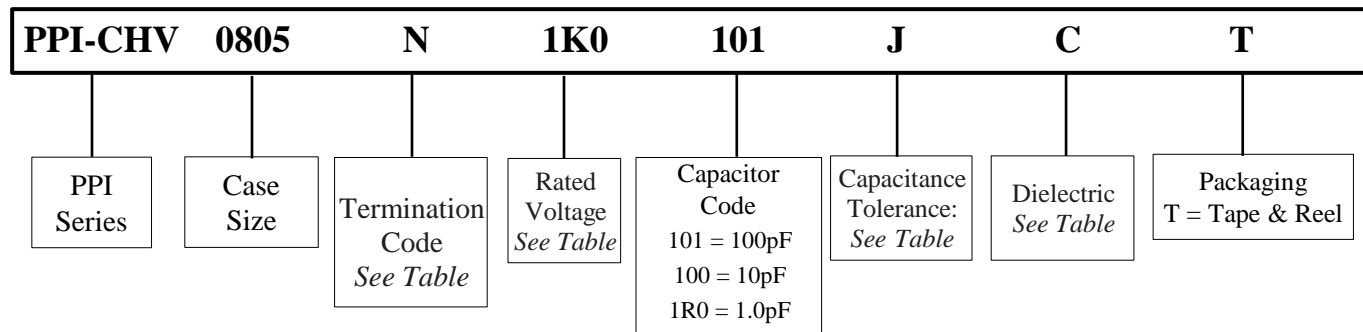 PPI-CHV 0805 N 1K0 101 J C T
PPI
Series
Case
Size
Termination
Code
See Table
Rated
Voltage
See Table
Capacitor
Code
101 = 100pF
100 = 10pF
1R0 = 1.0pF
Capacitance
Tolerance:
See Table
Dielectric
See Table
Packaging
T = Tape & Reel